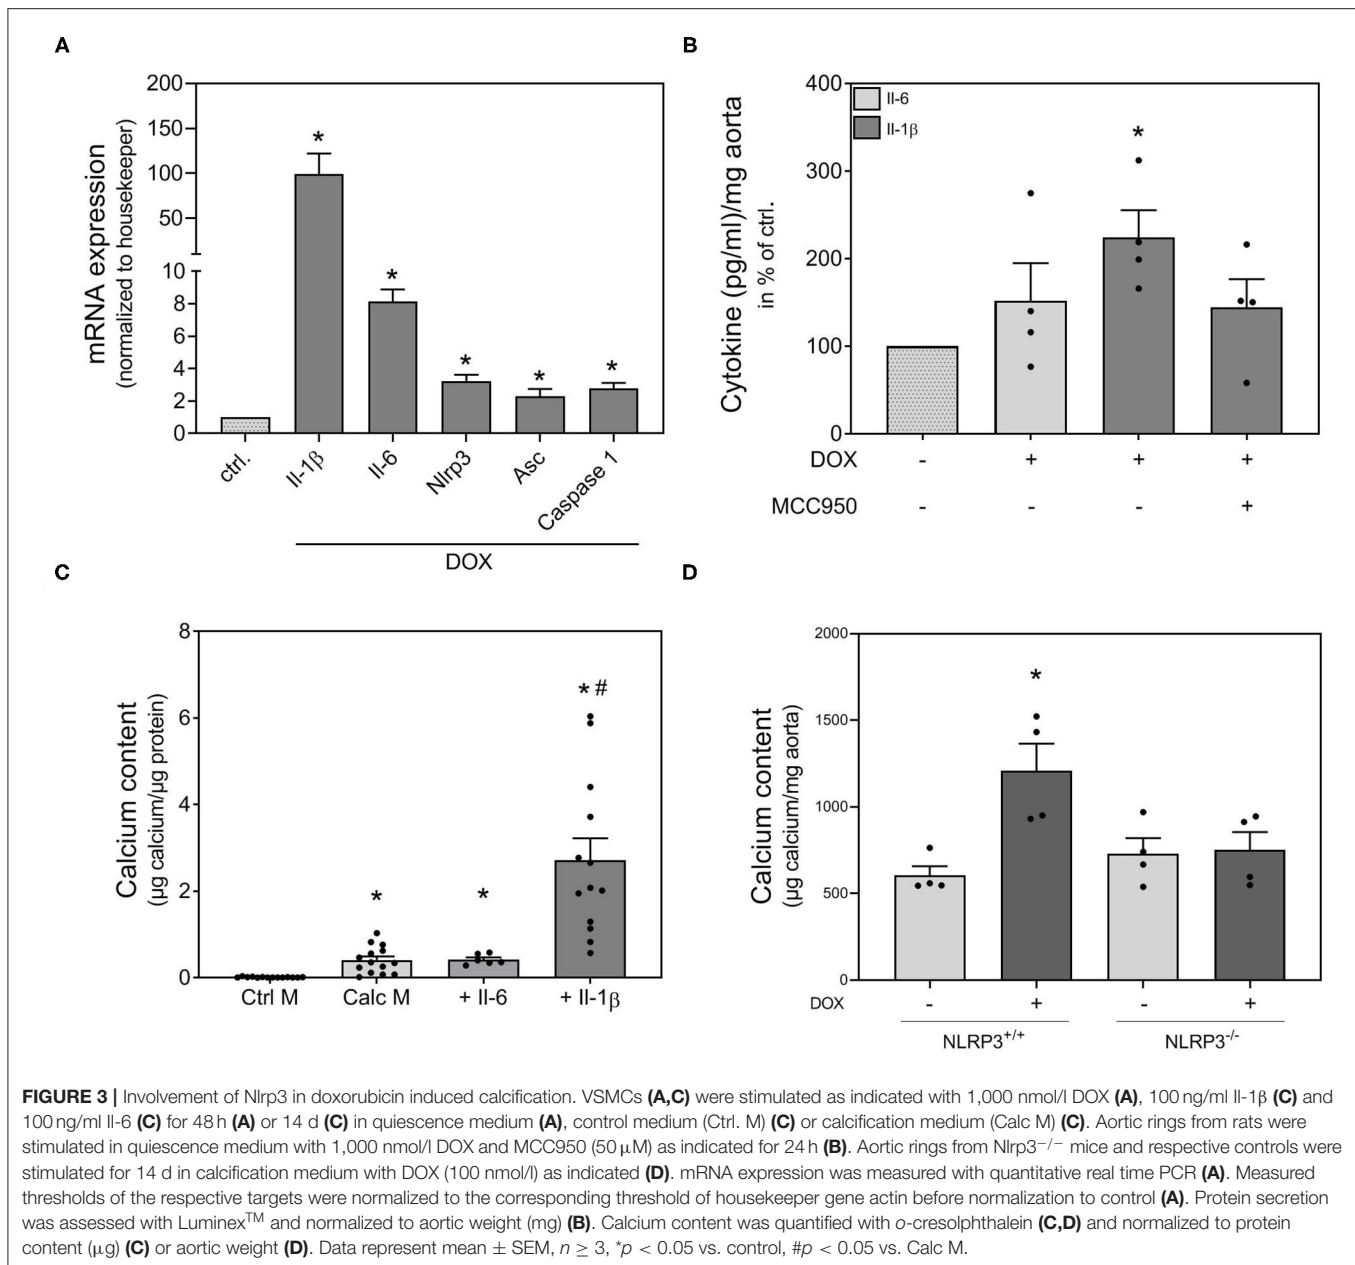 A
mRNA expression
(normalized to housekeeper)
200
150
100
50
10
8
6
4
2
0
*
*
*
*
*
ctrl.
Il-1β
Il-6
Nlrp3
Asc
Caspase 1
DOX
B
Cytokine (pg/ml)/mg aorta
in % of ctrl.
400
300
200
100
0
Il-6
Il-1β
*
DOX - + + +
MCC950 - - - +
C
Calcium content
(µg calcium/µg protein)
8
6
4
2
0
*
*
* #
Ctrl M
Calc M
+ Il-6
+ Il-1β
D
Calcium content
(µg calcium/mg aorta)
2000
1500
1000
500
0
*
DOX - + - +
NLRP3+/+
NLRP3-/-
FIGURE 3 | Involvement of Nlrp3 in doxorubicin induced calcification. VSMCs (A,C) were stimulated as indicated with 1,000 nmol/l DOX (A), 100 ng/ml Il-1β (C) and
100 ng/ml Il-6 (C) for 48 h (A) or 14 d (C) in quiescence medium (A), control medium (Ctrl. M) (C) or calcification medium (Calc M) (C). Aortic rings from rats were
stimulated in quiescence medium with 1,000 nmol/l DOX and MCC950 (50 µM) as indicated for 24 h (B). Aortic rings from Nlrp3−/− mice and respective controls were
stimulated for 14 d in calcification medium with DOX (100 nmol/l) as indicated (D). mRNA expression was measured with quantitative real time PCR (A). Measured
thresholds of the respective targets were normalized to the corresponding threshold of housekeeper gene actin before normalization to control (A). Protein secretion
was assessed with Luminex™ and normalized to aortic weight (mg) (B). Calcium content was quantified with o-cresolphthalein (C,D) and normalized to protein
content (µg) (C) or aortic weight (D). Data represent mean ± SEM, n ≥ 3, *p < 0.05 vs. control, #p < 0.05 vs. Calc M.